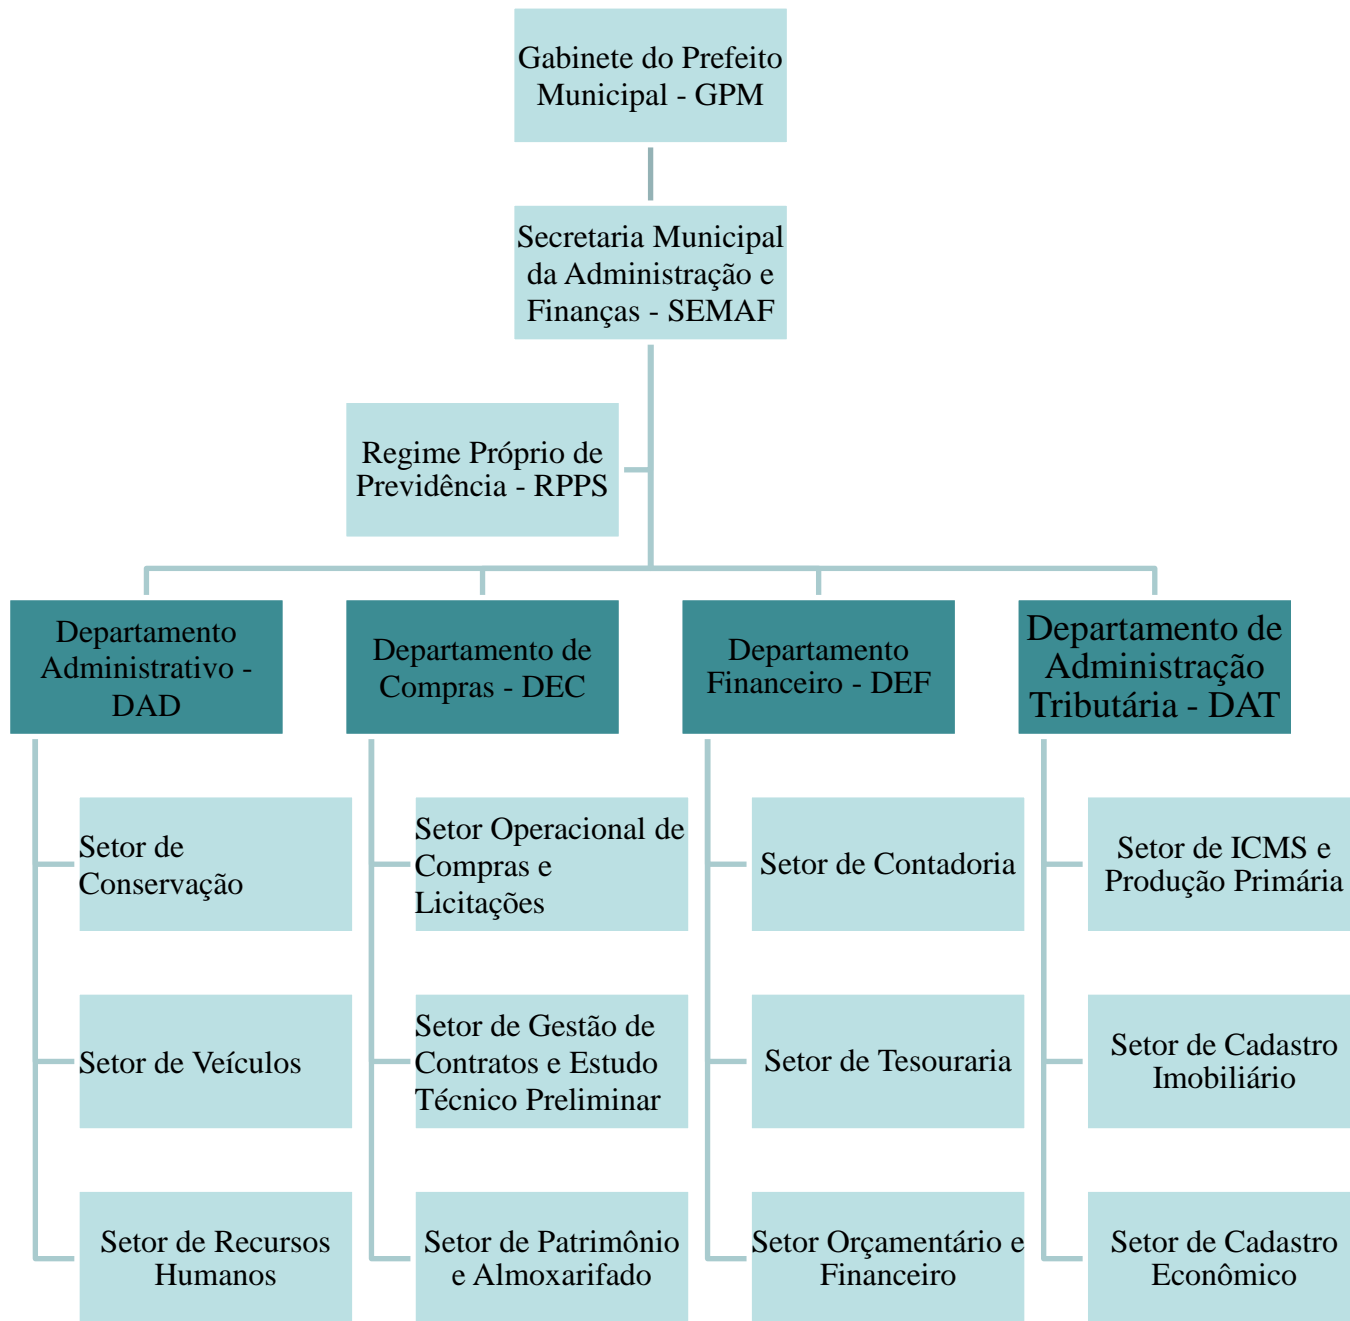 Gabinete do Prefeito
Municipal - GPM
Secretaria Municipal
da Administração e
Finanças - SEMAF
Regime Próprio de
Previdência - RPPS
Departamento
Administrativo -
DAD
Departamento de
Compras - DEC
Departamento
Financeiro - DEF
Departamento de
Administração
Tributária - DAT
Setor de
Conservação
Setor Operacional de
Compras e
Licitações
Setor de Contadoria
Setor de ICMS e
Produção Primária
Setor de Veículos
Setor de Gestão de
Contratos e Estudo
Técnico Preliminar
Setor de Tesouraria
Setor de Cadastro
Imobiliário
Setor de Recursos
Humanos
Setor de Patrimônio
e Almoxarifado
Setor Orçamentário e
Financeiro
Setor de Cadastro
Econômico